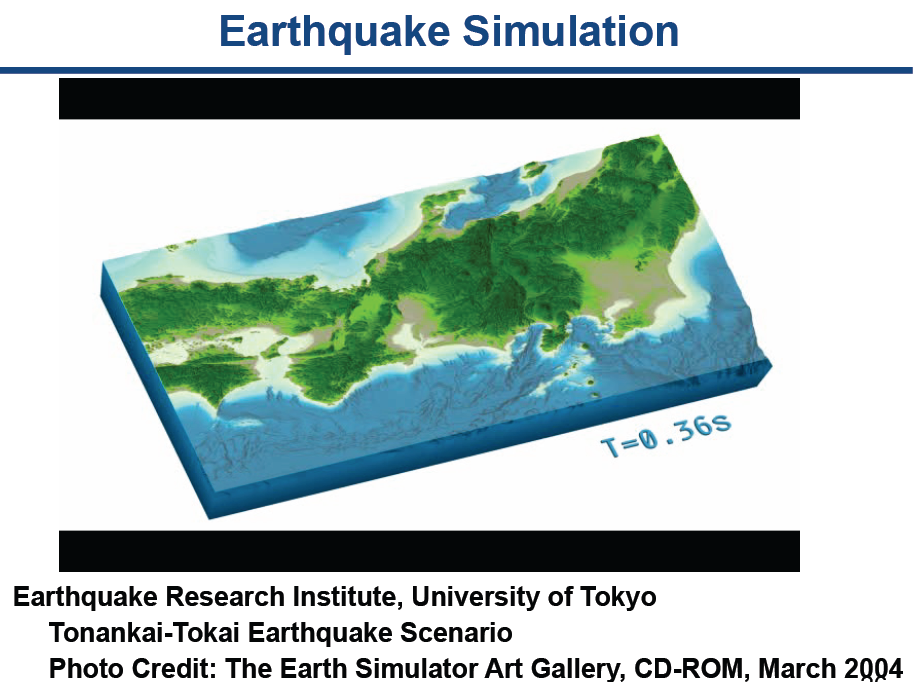 Earthquake Simulation
T=0.36s
Earthquake Research Institute, University of Tokyo
Tonankai-Tokai Earthquake Scenario
Photo Credit: The Earth Simulator Art Gallery, CD-ROM, March 2004